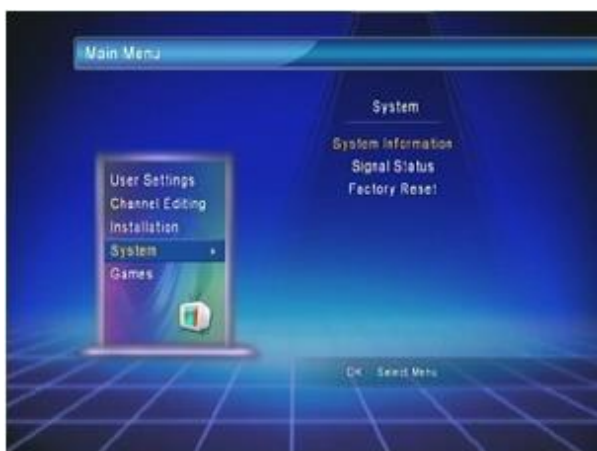 Main Menu
System
System Information
Signal Status
Factory Reset
User Settings
Channel Editing
Installation
System
Games
OK Select Menu